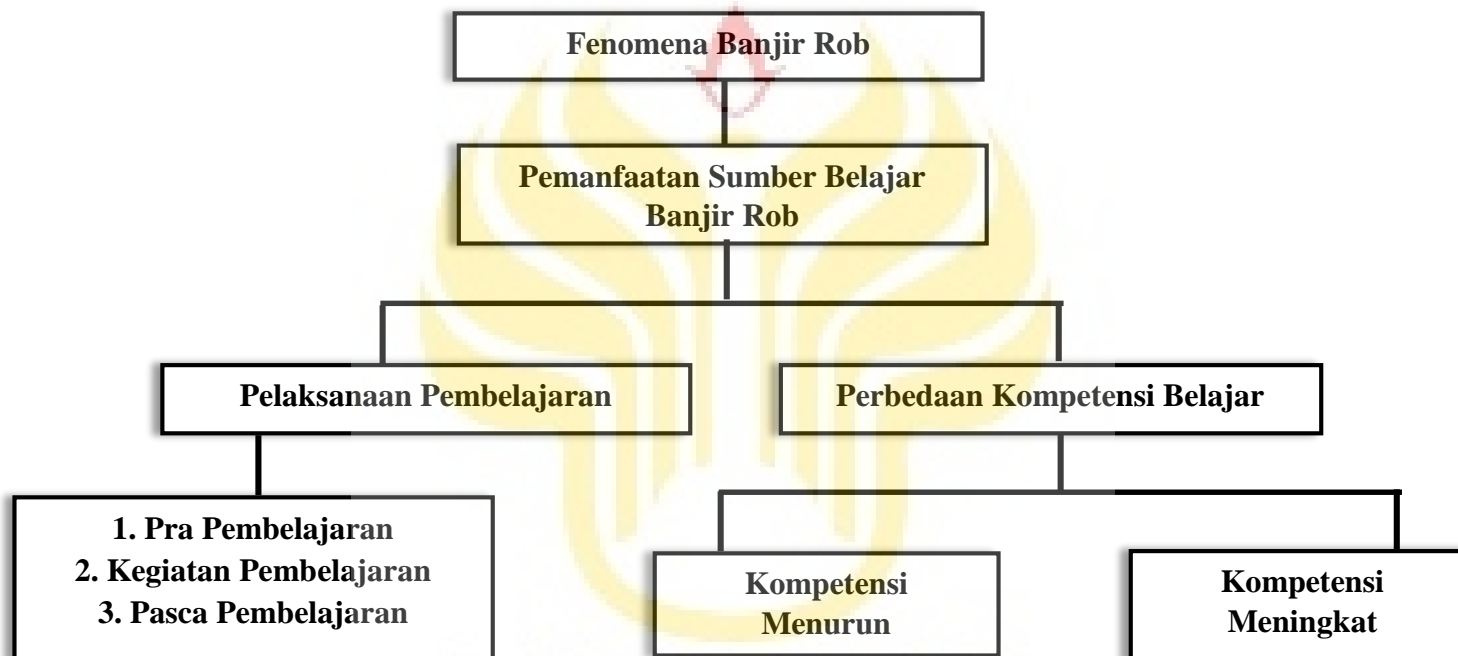 Fenomena Banjir Rob
Pemanfaatan Sumber Belajar
Banjir Rob
Pelaksanaan Pembelajaran
Perbedaan Kompetensi Belajar
1. Pra Pembelajaran
2. Kegiatan Pembelajaran
3. Pasca Pembelajaran
Kompetensi
Menurun
Kompetensi
Meningkat